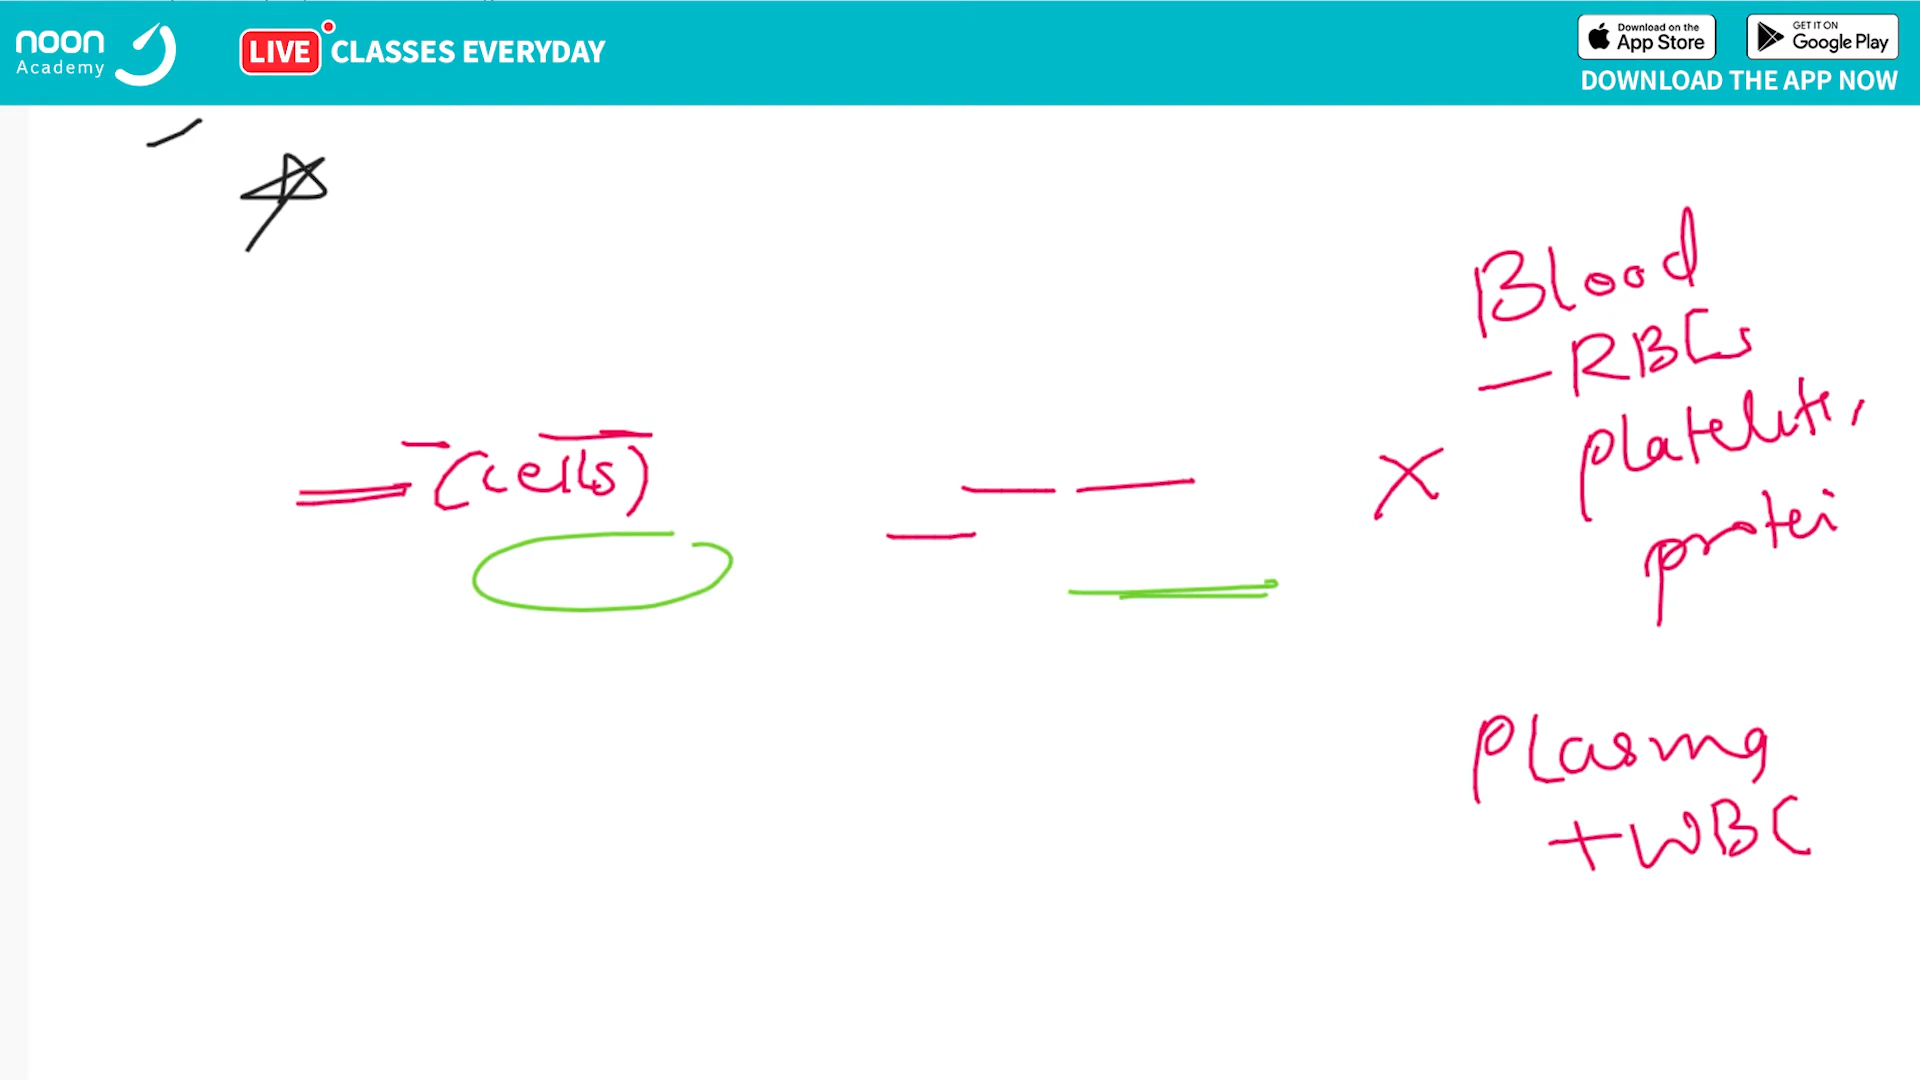 noon
Academy
LIVE CLASSES EVERYDAY
Download on the
App Store
GET IT ON
Google Play
DOWNLOAD THE APP NOW
Blood
- RBCs
(cells)
x
protei
Plasma
+ WBC